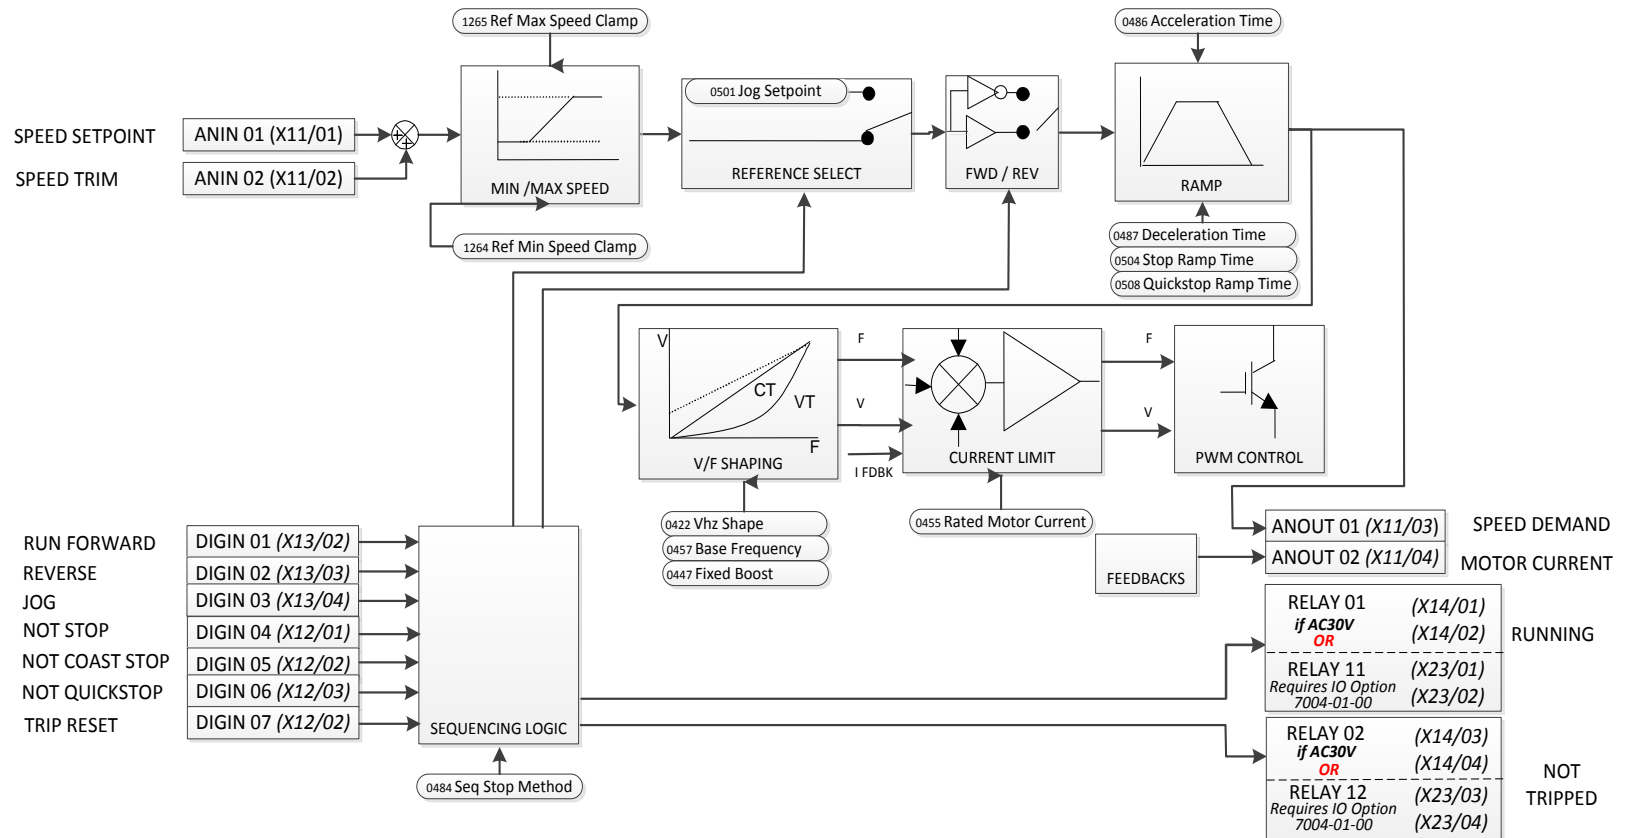 1265 Ref Max Speed Clamp
0486 Acceleration Time
SPEED SETPOINT
ANIN 01 (X11/01)
+
+
SPEED TRIM
ANIN 02 (X11/02)
MIN /MAX SPEED
0501 Jog Setpoint
REFERENCE SELECT
FWD / REV
RAMP
1264 Ref Min Speed Clamp
0487 Deceleration Time
0504 Stop Ramp Time
0508 Quickstop Ramp Time
V
CT
VT
F
V/F SHAPING
F
V
I FDBK
CURRENT LIMIT
F
V
PWM CONTROL
0422 Vhz Shape
0457 Base Frequency
0447 Fixed Boost
0455 Rated Motor Current
FEEDBACKS
ANOUT 01 (X11/03)
SPEED DEMAND
ANOUT 02 (X11/04)
MOTOR CURRENT
RUN FORWARD
DIGIN 01 (X13/02)
REVERSE
DIGIN 02 (X13/03)
JOG
DIGIN 03 (X13/04)
NOT STOP
DIGIN 04 (X12/01)
NOT COAST STOP
DIGIN 05 (X12/02)
NOT QUICKSTOP
DIGIN 06 (X12/03)
TRIP RESET
DIGIN 07 (X12/02)
SEQUENCING LOGIC
0484 Seq Stop Method
RELAY 01 (X14/01)
if AC30V
OR
(X14/02)
RUNNING
RELAY 11 (X23/01)
Requires IO Option
7004-01-00
(X23/02)
RELAY 02 (X14/03)
if AC30V
OR
(X14/04)
NOT
TRIPPED
RELAY 12 (X23/03)
Requires IO Option
7004-01-00
(X23/04)